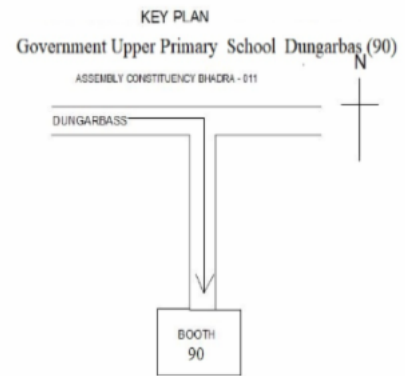 KEY PLAN
Government Upper Primary School Dungarbas (90)
N
ASSEMBLY CONSTITUENCY BHADRA - 011
DUNGARBASS
BOOTH
90